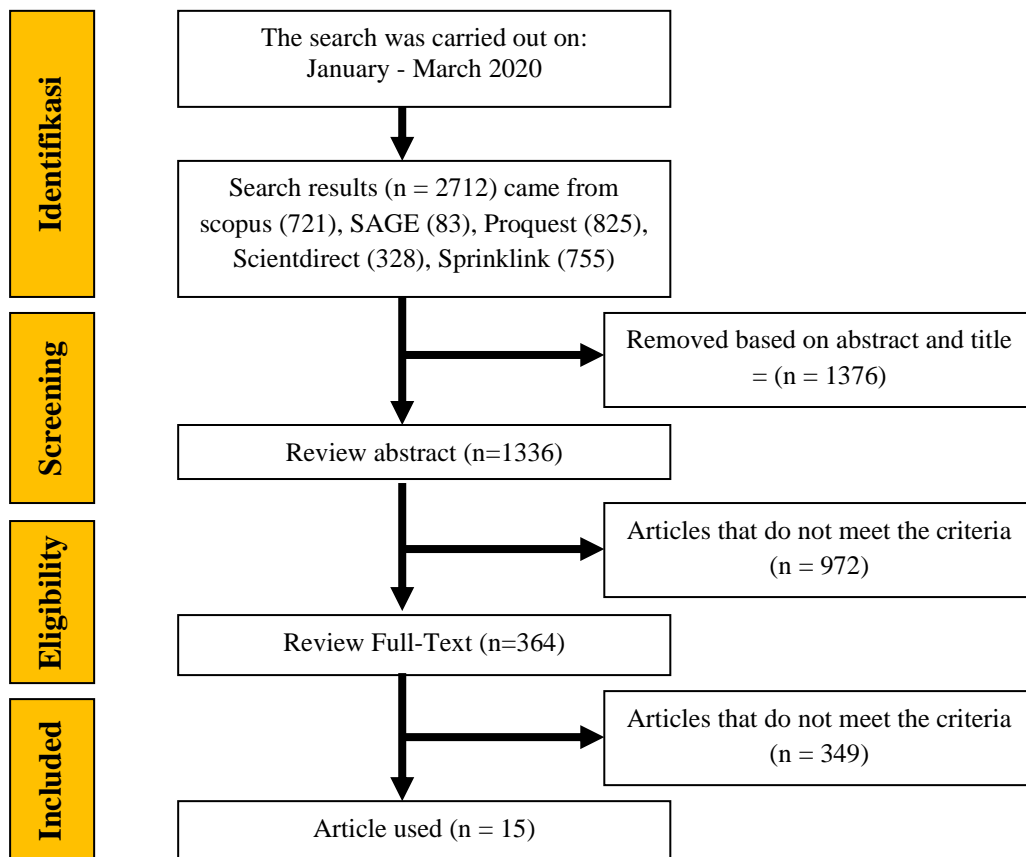 Identifikasi
The search was carried out on:
January - March 2020
Search results (n = 2712) came from
scopus (721), SAGE (83), Proquest (825),
Scientdirect (328), Sprinklink (755)
Screening
Removed based on abstract and title
= (n = 1376)
Review abstract (n=1336)
Eligibility
Articles that do not meet the criteria
(n = 972)
Review Full-Text (n=364)
Included
Articles that do not meet the criteria
(n = 349)
Article used (n = 15)